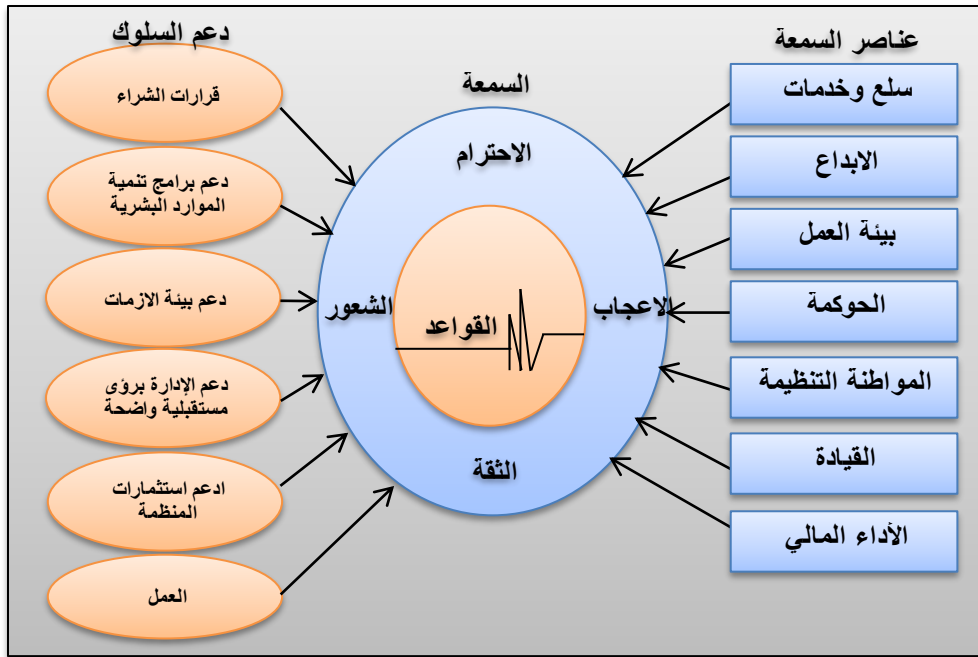 عناصر السمعة
سلع وخدمات
الابداع
بيئة العمل
الحوكمة
المواطنة التنظيمة
القيادة
الأداء المالي
السمعة
الاحترام
الاعجاب
القواعد
الشعور
الثقة
دعم السلوك
قرارات الشراء
دعم برامج تنمية
الموارد البشرية
دعم بيئة الازمات
دعم الإدارة برؤى
مستقبلية واضحة
ادعم استثمارات
المنظمة
العمل